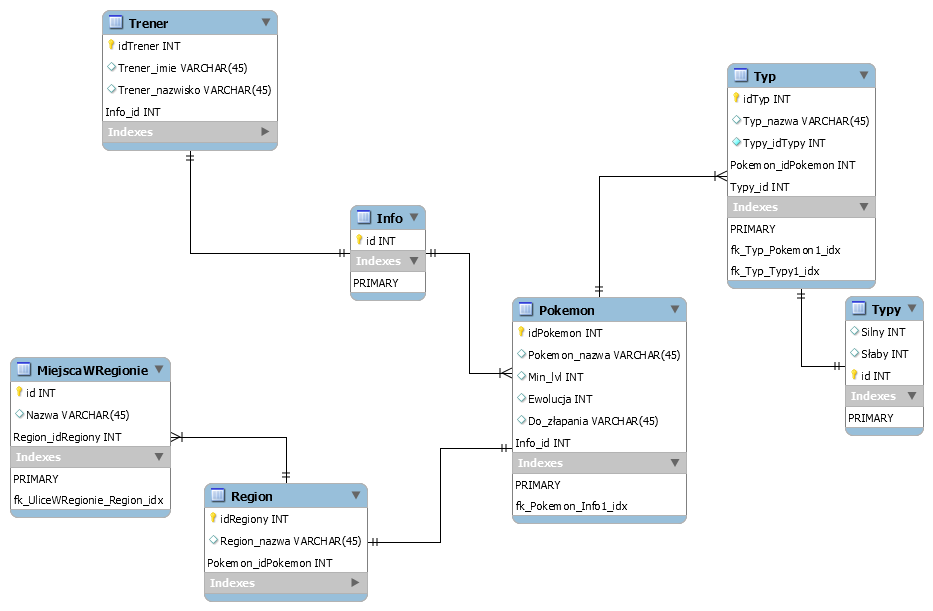 Trener
idTrener INT
Trener_imie VARCHAR(45)
Trener_nazwisko VARCHAR(45)
Info_id INT
Indexes
Typ
idTyp INT
Typ_nazwa VARCHAR(45)
Typy_idTypy INT
Pokemon_idPokemon INT
Typy_id INT
Indexes
PRIMARY
fk_Typ_Pokemon1_idx
fk_Typ_Typy1_idx
Info
id INT
Indexes
PRIMARY
Pokemon
idPokemon INT
Pokemon_nazwa VARCHAR(45)
Min_lvl INT
Ewolucja INT
Do_złapania VARCHAR(45)
Info_id INT
Indexes
PRIMARY
fk_Pokemon_Info1_idx
Typy
Silny INT
Słaby INT
id INT
Indexes
PRIMARY
MiejscaWRegionie
id INT
Nazwa VARCHAR(45)
Region_idRegiony INT
Indexes
PRIMARY
fk_UliceWRegionie_Region_idx
Region
idRegiony INT
Region_nazwa VARCHAR(45)
Pokemon_idPokemon INT
Indexes